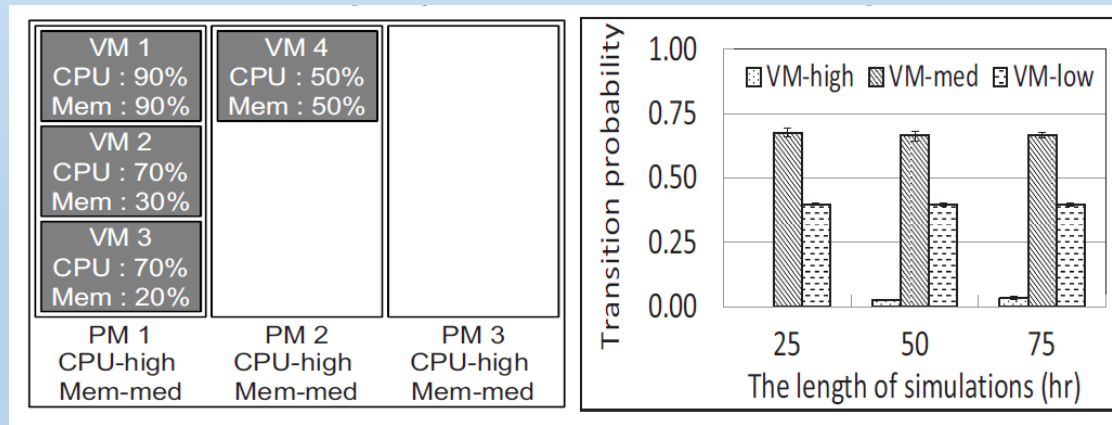 VM 1
CPU : 90%
Mem : 90%
VM 2
CPU : 70%
Mem : 30%
VM 3
CPU : 70%
Mem : 20%
PM 1
CPU-high
Mem-med
VM 4
CPU : 50%
Mem : 50%
PM 2
CPU-high
Mem-med
PM 3
CPU-high
Mem-med
Transition probability
1.00
0.75
0.50
0.25
0.00
VM-high VM-med VM-low
25 50 75
The length of simulations (hr)